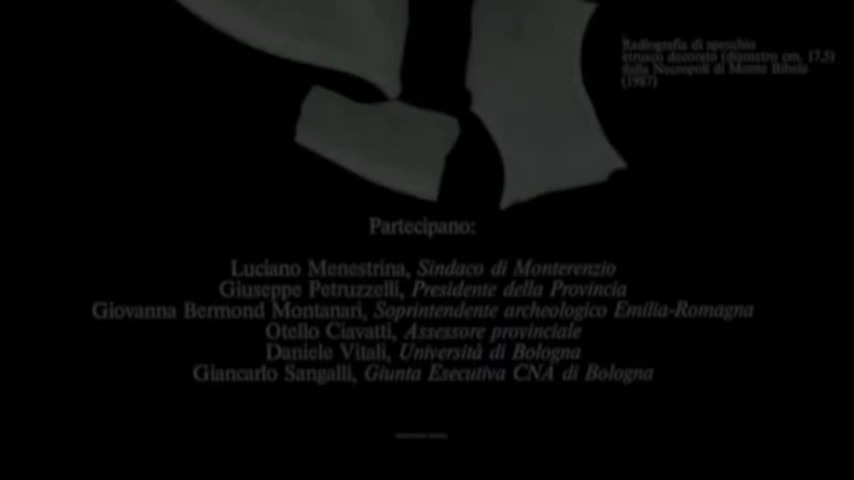 Radiografia di specchio
etrusco decorato (diametro cm. 17,5)
dalla Necropoli di Monte Bibele
(1987)
Partecipano:
Luciano Menestrina, Sindaco di Monterenzio
Giuseppe Petruzzelli, Presidente della Provincia
Giovanna Bermond Montanari, Soprintendente archeologico Emilia-Romagna
Otello Ciavatti, Assessore provinciale
Daniele Vitali, Università di Bologna
Giancarlo Sangalli, Giunta Esecutiva CNA di Bologna